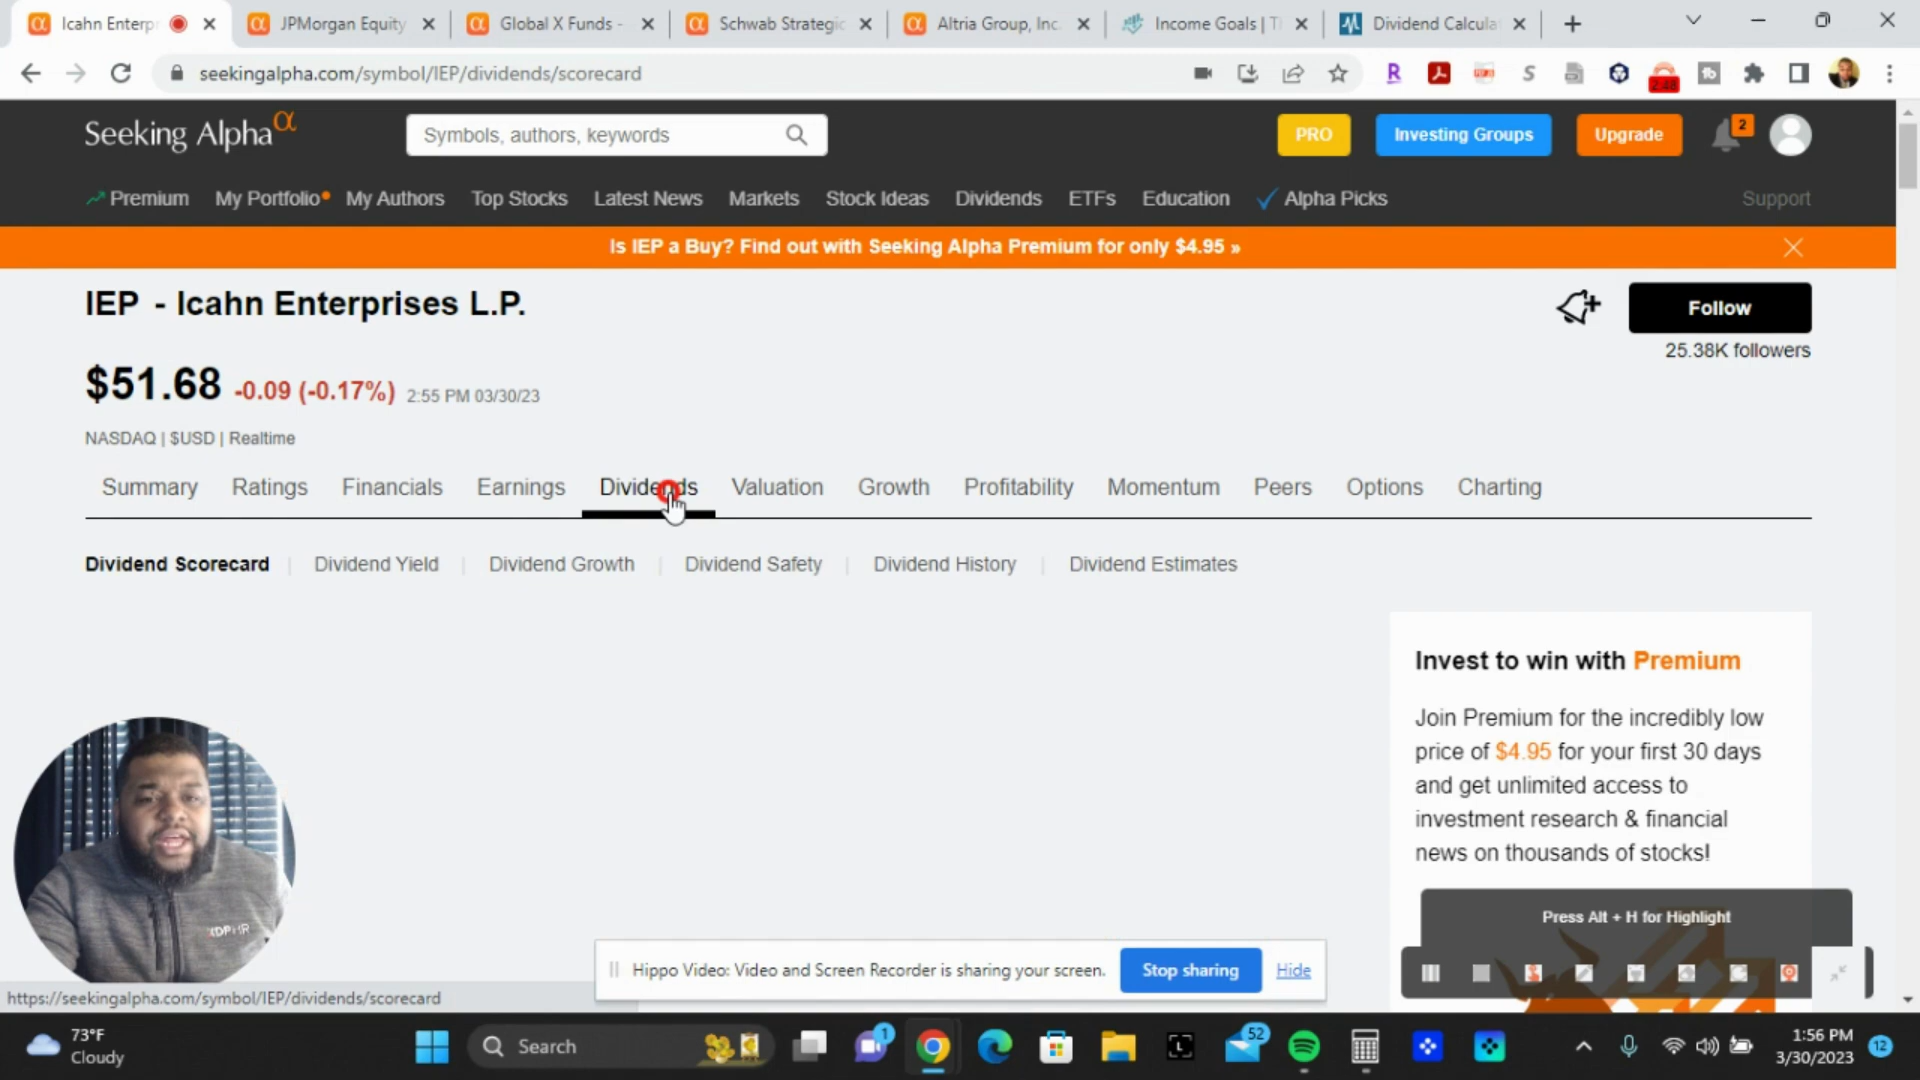 Icahn Enterp
JPMorgan Equity
Global X Funds -
Schwab Strategic
Altria Group, Inc.
Income Goals | Ti
Dividend Calcula
seekingalpha.com/symbol/IEP/dividends/scorecard
2:48
Seeking Alpha α
Symbols, authors, keywords
PRO
Investing Groups
Upgrade
2
Premium
My Portfolio
My Authors
Top Stocks
Latest News
Markets
Stock Ideas
Dividends
ETFs
Education
Alpha Picks
Support
Is IEP a Buy? Find out with Seeking Alpha Premium for only $4.95 »
IEP - Icahn Enterprises L.P.
Follow
25.38K followers
$51.68 -0.09 (-0.17%) 2:55 PM 03/30/23
NASDAQ | $USD | Realtime
Summary
Ratings
Financials
Earnings
Dividends
Valuation
Growth
Profitability
Momentum
Peers
Options
Charting
Dividend Scorecard
Dividend Yield
Dividend Growth
Dividend Safety
Dividend History
Dividend Estimates
Invest to win with Premium
Join Premium for the incredibly low
price of $4.95 for your first 30 days
and get unlimited access to
investment research & financial
news on thousands of stocks!
Press Alt + H for Highlight
Hippo Video: Video and Screen Recorder is sharing your screen.
Stop sharing
Hide
https://seekingalpha.com/symbol/IEP/dividends/scorecard
73°F
Cloudy
Search
1
52
1:56 PM
3/30/2023
12